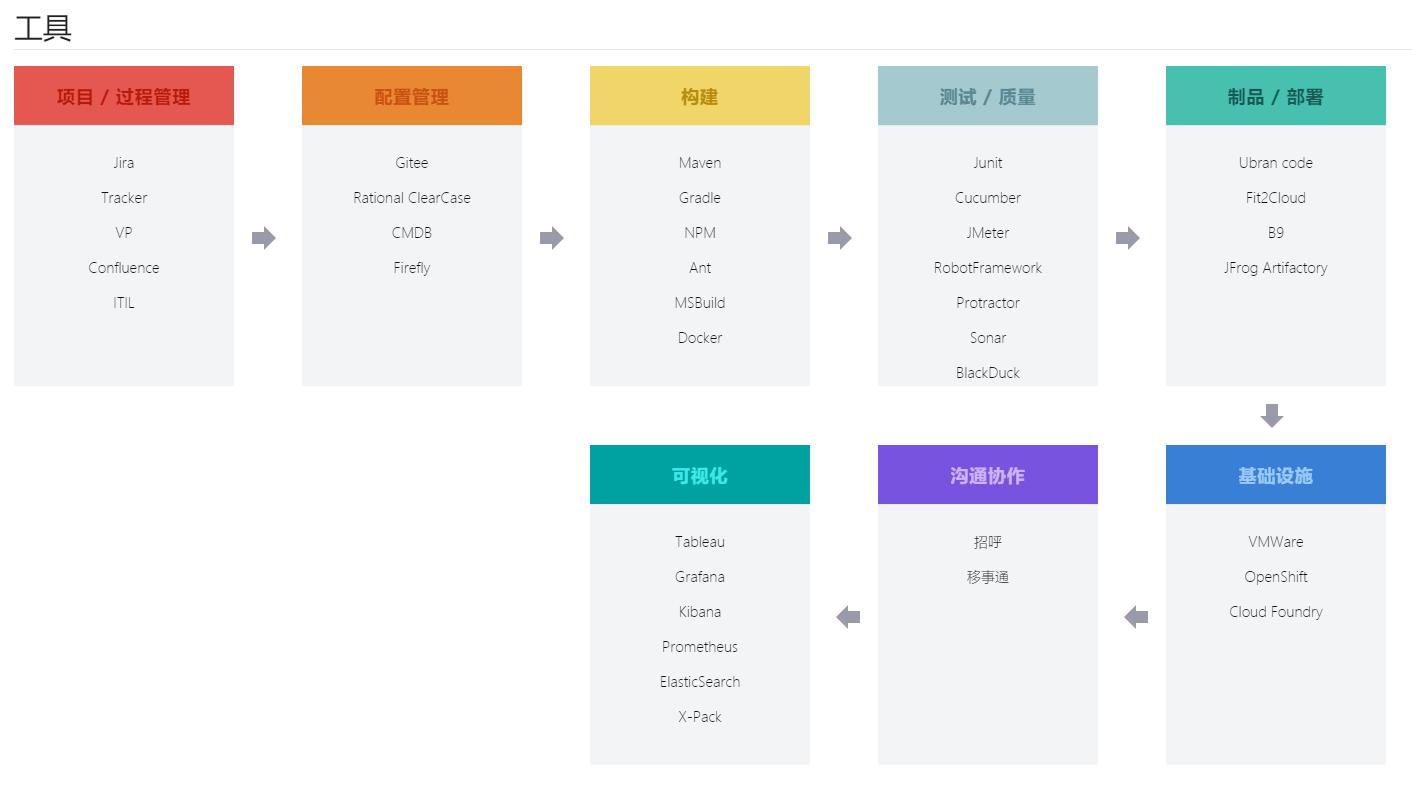 工具
项目 / 过程管理
Jira
Tracker
VP
Confluence
ITIL
配置管理
Gitee
Rational ClearCase
CMDB
Firefly
构建
Maven
Gradle
NPM
Ant
MSBuild
Docker
测试 / 质量
Junit
Cucumber
JMeter
RobotFramework
Protractor
Sonar
BlackDuck
制品 / 部署
Ubran code
Fit2Cloud
B9
JFrog Artifactory
基础设施
VMWare
OpenShift
Cloud Foundry
沟通协作
招呼
移事通
可视化
Tableau
Grafana
Kibana
Prometheus
ElasticSearch
X-Pack